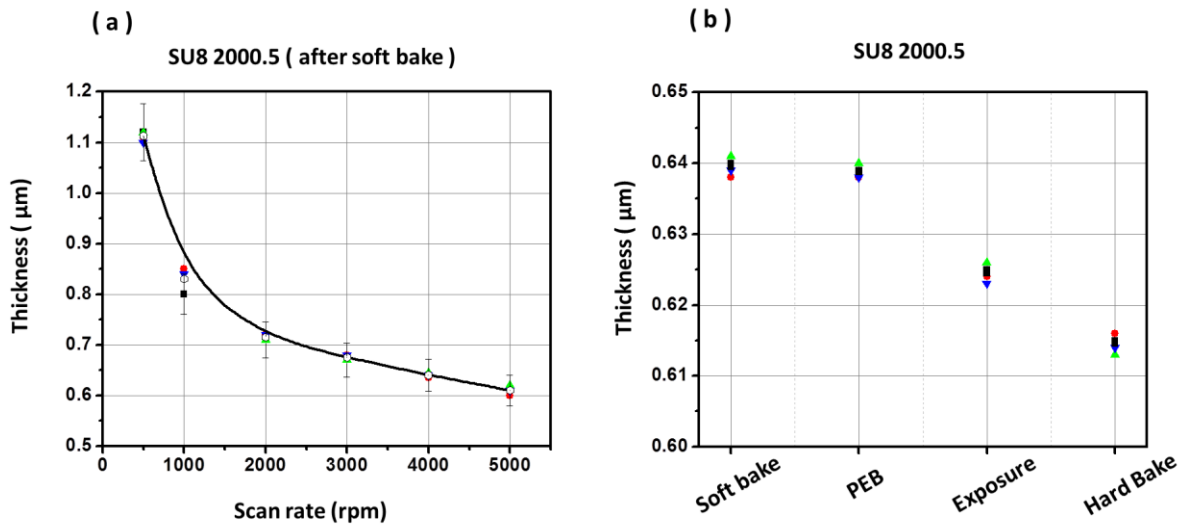 ( a )
SU8 2000.5 ( after soft bake )
Thickness ( µm)
1.2
1.1
1.0
0.9
0.8
0.7
0.6
0.5
0 1000 2000 3000 4000 5000
Scan rate (rpm)
( b )
SU8 2000.5
Thickness ( µm)
0.65
0.64
0.63
0.62
0.61
0.60
Soft bake PEB Exposure Hard Bake